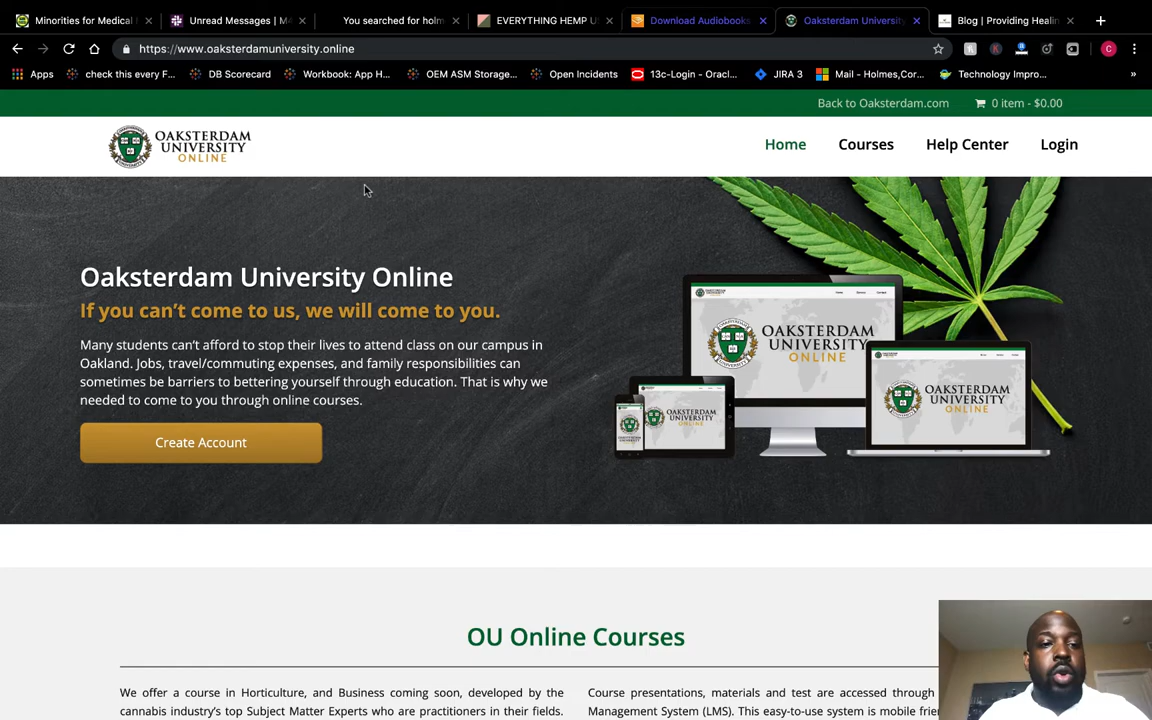 Minorities for Medical
Unread Messages | M
You searched for holm
EVERYTHING HEMP U
Download Audiobooks
Oaksterdam University
Blog | Providing Healin
https://www.oaksterdamuniversity.online
C
Apps
check this every F...
DB Scorecard
Workbook: App H...
OEM ASM Storage...
Open Incidents
13c-Login - Oracl...
JIRA 3
Mail - Holmes,Cor...
Technology Impro...
»
Back to Oaksterdam.com
0 item - $0.00
OAKSTERDAM
UNIVERSITY
ONLINE
Home
Courses
Help Center
Login
Oaksterdam University Online
If you can't come to us, we will come to you.
Many students can't afford to stop their lives to attend class on our campus in
Oakland. Jobs, travel/commuting expenses, and family responsibilities can
sometimes be barriers to bettering yourself through education. That is why we
needed to come to you through online courses.
Create Account
OAKSTERDAM
UNIVERSITY
ONLINE
OAKSTERDAM
UNIVERSITY
ONLINE
OAKSTERDAM
UNIVERSITY
ONLINE
OU Online Courses
We offer a course in Horticulture, and Business coming soon, developed by the
cannabis industry's top Subject Matter Experts who are practitioners in their fields.
Course presentations, materials and test are accessed through
Management System (LMS). This easy-to-use system is mobile